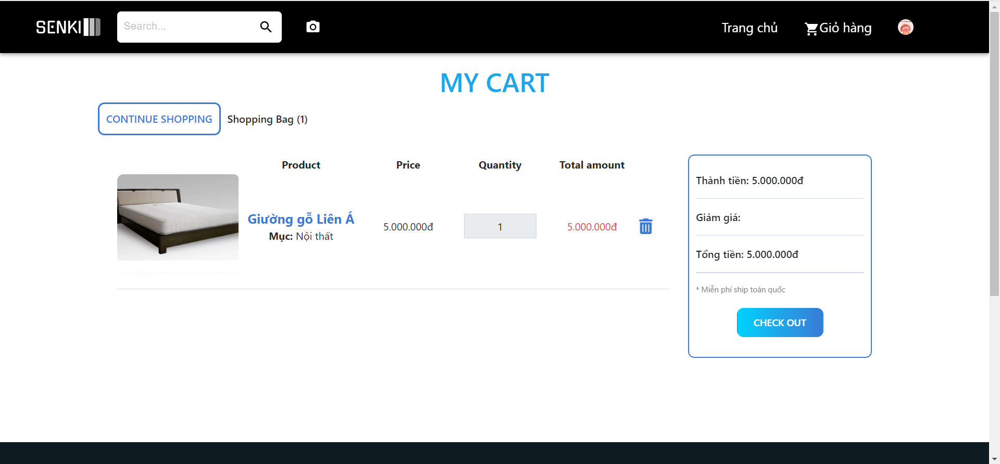 SENKI
Search...
Trang chủ
Giỏ hàng
MY CART
CONTINUE SHOPPING
Shopping Bag (1)
Product Price Quantity Total amount
Giường gỗ Liên Á
Mục: Nội thất
5.000.000đ
1
5.000.000đ
Thành tiền: 5.000.000đ
Giảm giá:
Tổng tiền: 5.000.000đ
* Miễn phí ship toàn quốc
CHECK OUT